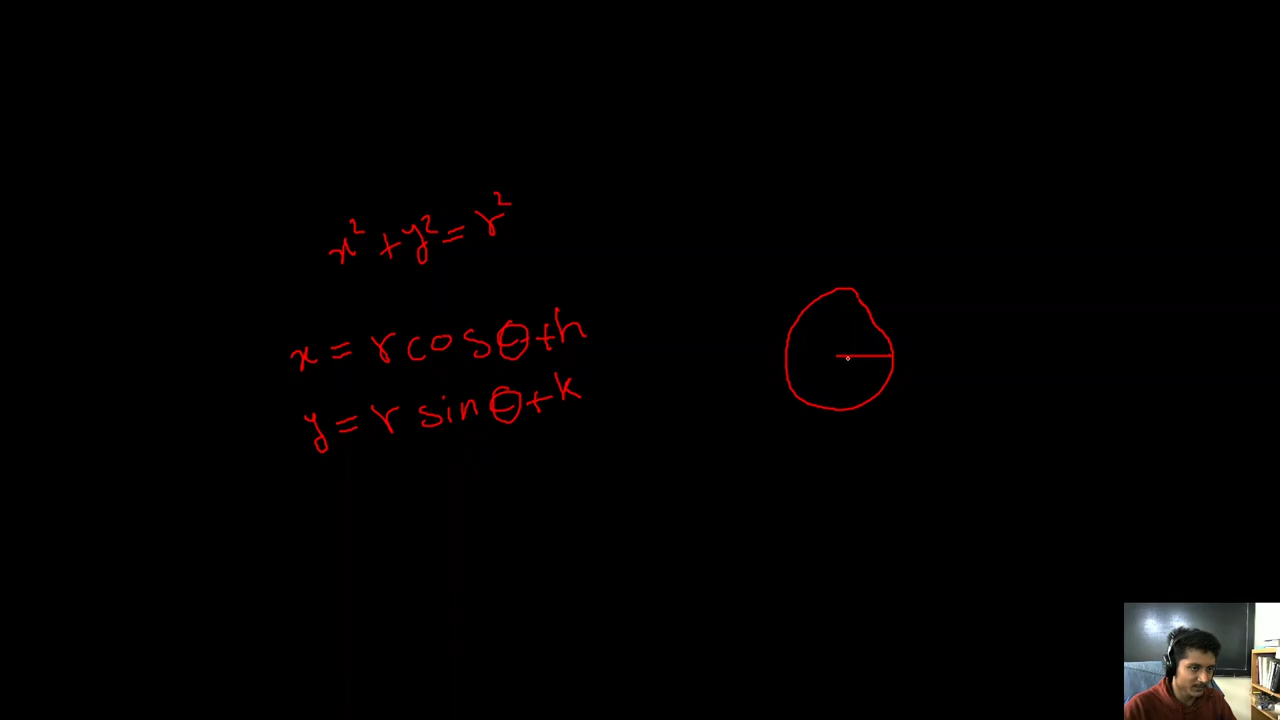 x² + y² = r²
x = r cos θ + h
y = r sin θ + k